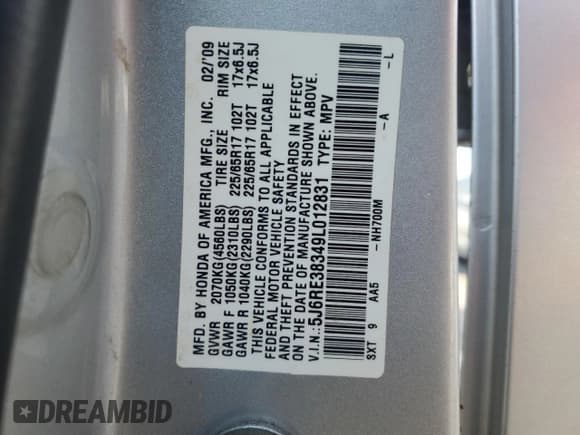 MFD. BY HONDA OF AMERICA MFG., INC. 02/'09
GVWR 2070KG(4560LBS) TIRE SIZE RIM SIZE
GAWR F 1050KG(2310LBS) 225/65R17 102T 17x6.5J
GAWR R 1040KG(2290LBS) 225/65R17 102T 17x6.5J
THIS VEHICLE CONFORMS TO ALL APPLICABLE
FEDERAL MOTOR VEHICLE SAFETY
AND THEFT PREVENTION STANDARDS IN EFFECT
ON THE DATE OF MANUFACTURE SHOWN ABOVE.
V.I.N.:5J6RE38349L012831 TYPE: MPV
SXT 9 AA5 -NH700M -A -L
DREAMBID